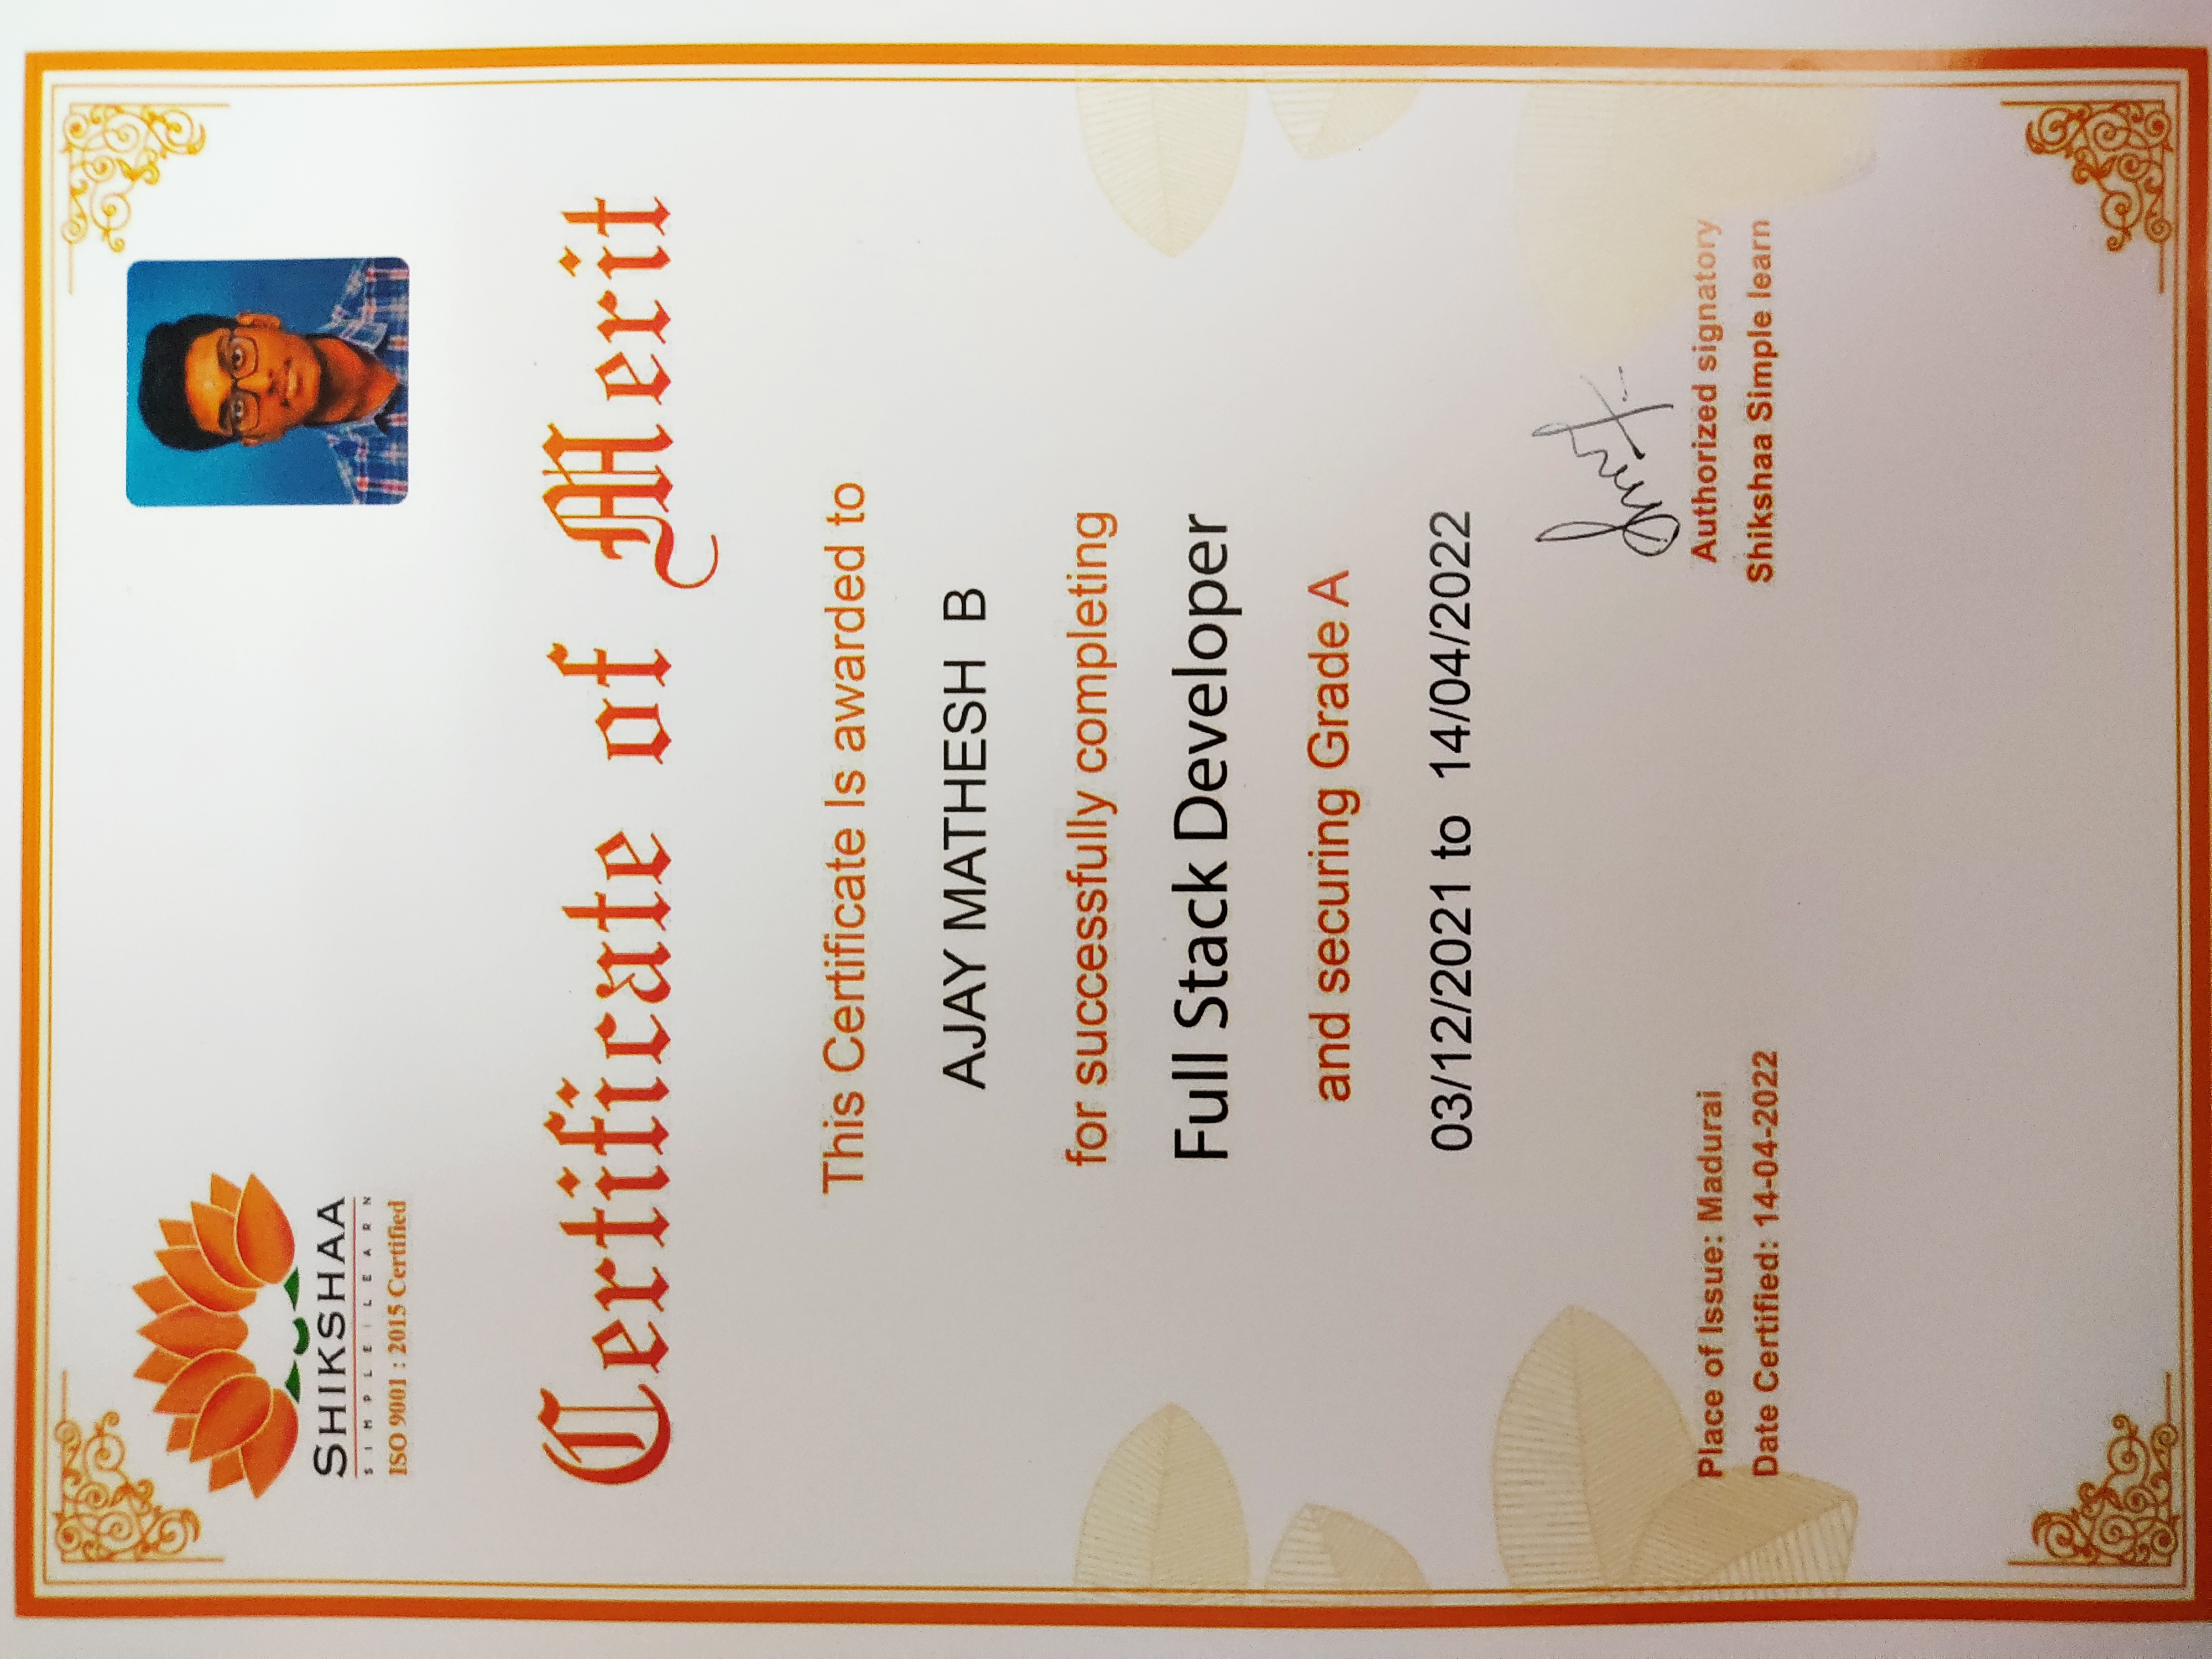 SHIKSHAA
SIMPLE LEARN
ISO 9001 : 2015 Certified
Certificate of Merit
This Certificate Is awarded to
AJAY MATHESH B
for successfully completing
Full Stack Developer
and securing Grade A
03/12/2021 to 14/04/2022
Place of Issue: Madurai
Date Certified: 14-04-2022
Authorized signatory
Shikshaa Simple learn